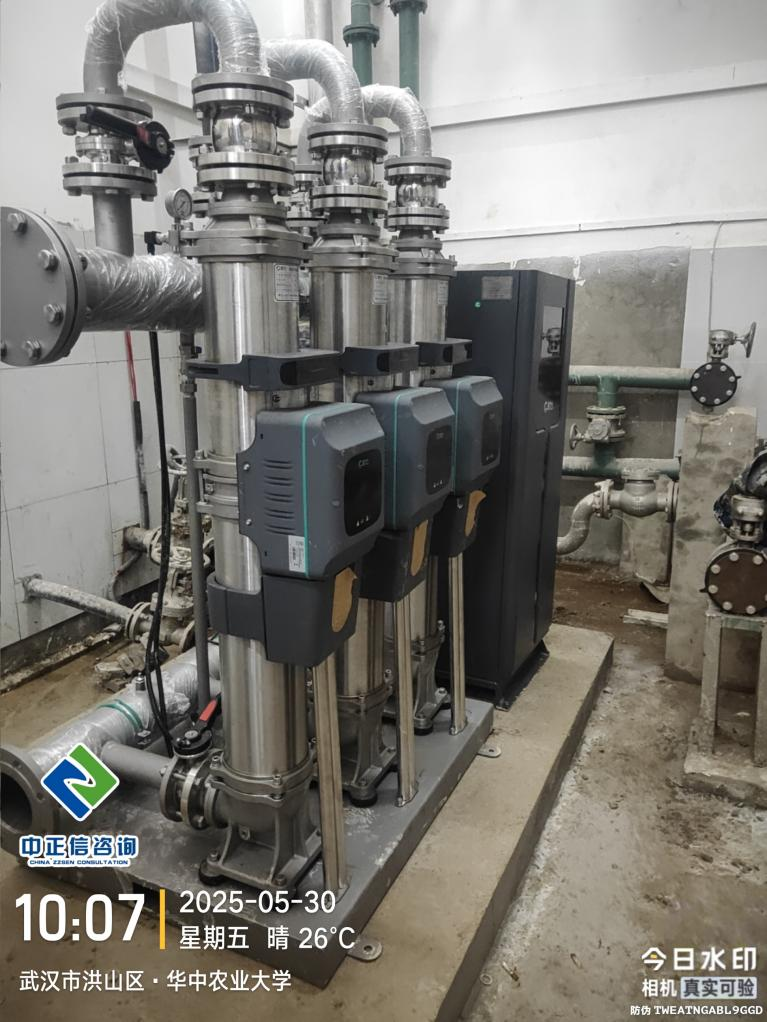 中正信咨询
CHINA ZZSEN CONSULTATION
10:07
2025-05-30
星期五 晴 26°C
武汉市洪山区·华中农业大学
今日水印
相机 真实可验
防伪 TWEATNGABL9GGD